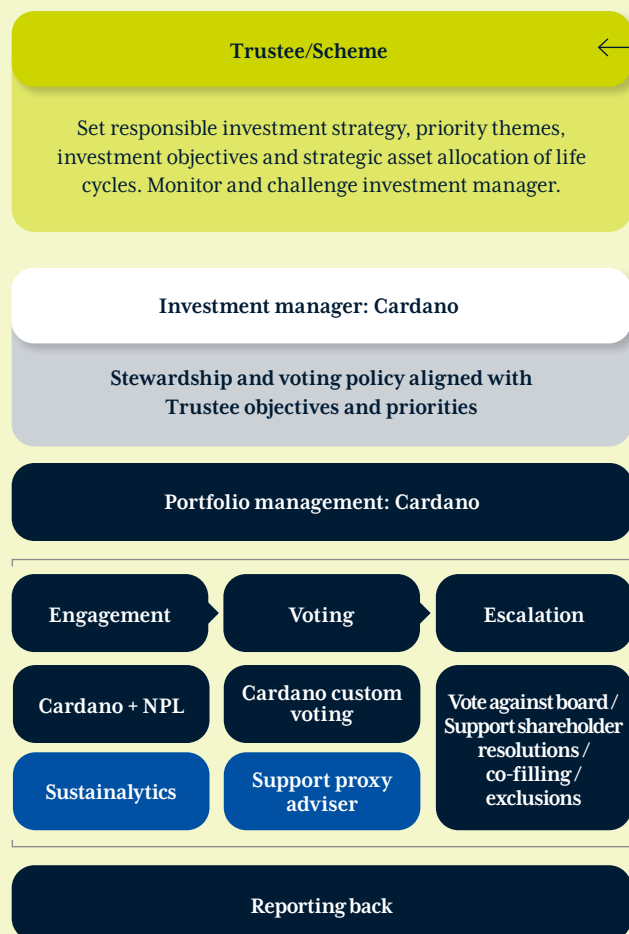 Trustee/Scheme
Set responsible investment strategy, priority themes,
investment objectives and strategic asset allocation of life
cycles. Monitor and challenge investment manager.
Investment manager: Cardano
Stewardship and voting policy aligned with
Trustee objectives and priorities
Portfolio management: Cardano
Engagement
Voting
Escalation
Cardano + NPL
Cardano custom
voting
Vote against board /
Support shareholder
resolutions /
co-filling /
exclusions
Sustainalytics
Support proxy
adviser
Reporting back